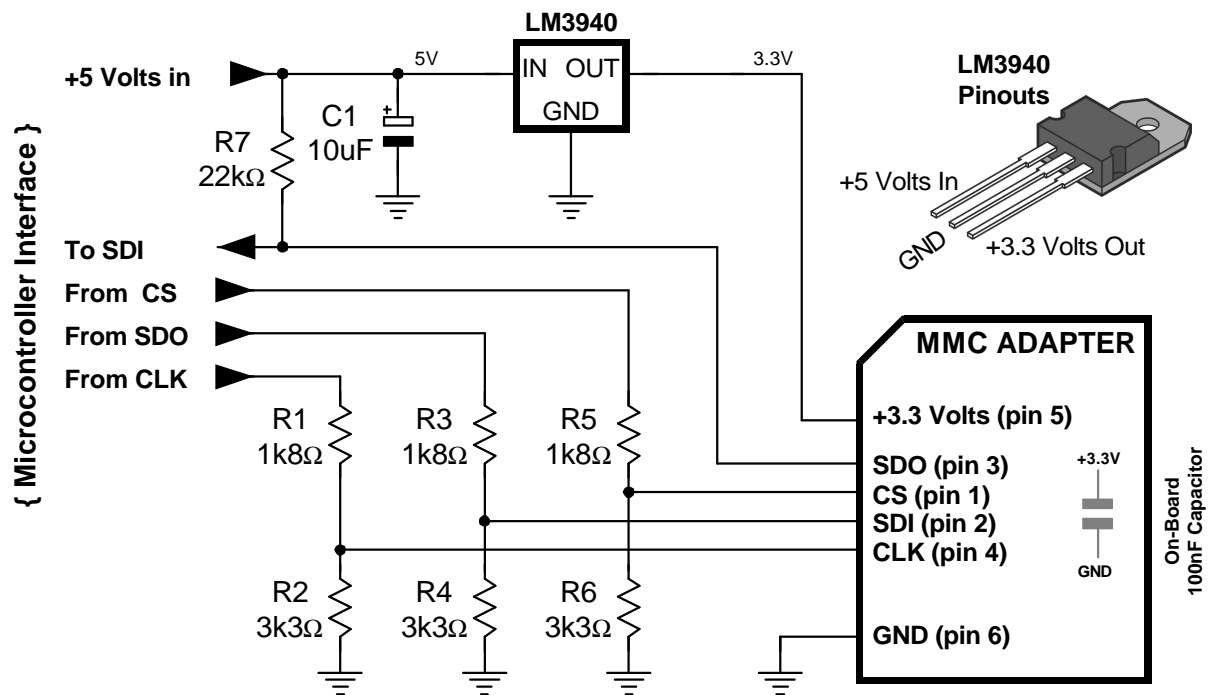 LM3940
+5 Volts in
5V
IN OUT
GND
3.3V
C1
10uF
+
R7
22kΩ
LM3940
Pinouts
+5 Volts In
GND
+3.3 Volts Out
{ Microcontroller Interface }
To SDI
From CS
From SDO
From CLK
R1
1k8Ω
R3
1k8Ω
R5
1k8Ω
R2
3k3Ω
R4
3k3Ω
R6
3k3Ω
MMC ADAPTER
+3.3 Volts (pin 5)
SDO (pin 3)
CS (pin 1)
SDI (pin 2)
CLK (pin 4)
GND (pin 6)
+3.3V
GND
On-Board
100nF Capacitor